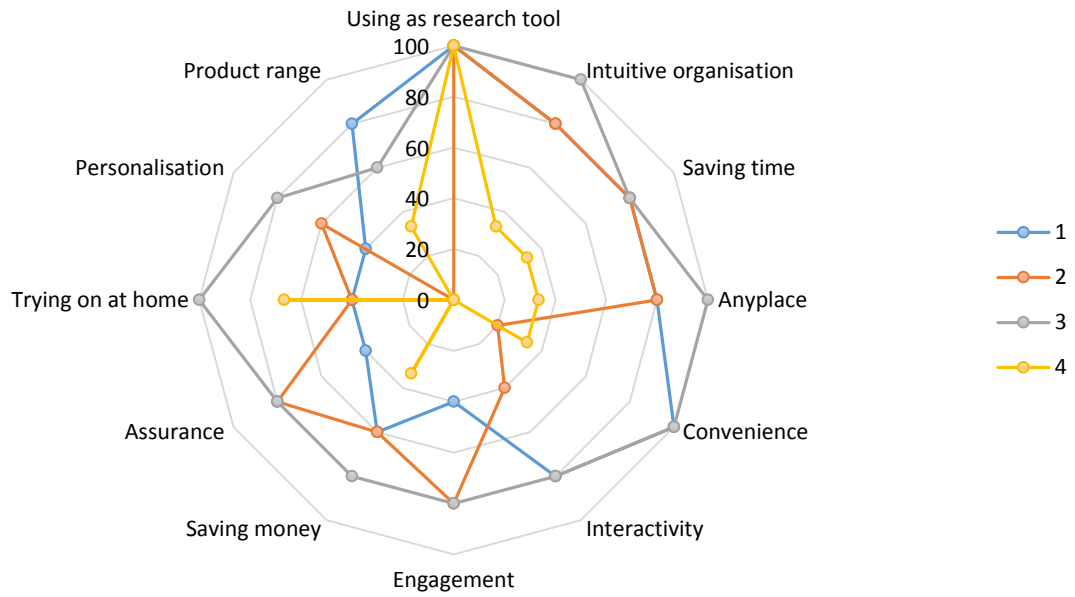 Using as research tool
100
Product range
Intuitive organisation
80
60
Personalisation
Saving time
40
20
Trying on at home
0
Anyplace
Assurance
Convenience
Saving money
Interactivity
Engagement
1
2
3
4